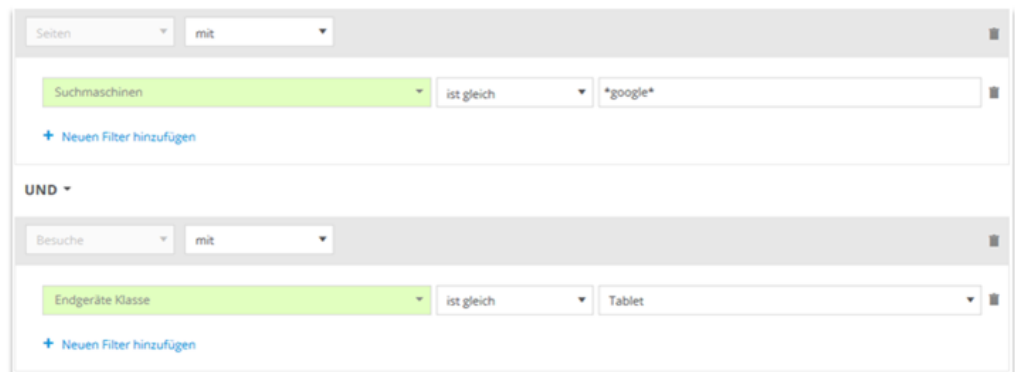 Seiten mit
Suchmaschinen ist gleich *google*
+ Neuen Filter hinzufügen
UND
Besuche mit
Endgeräte Klasse ist gleich Tablet
+ Neuen Filter hinzufügen